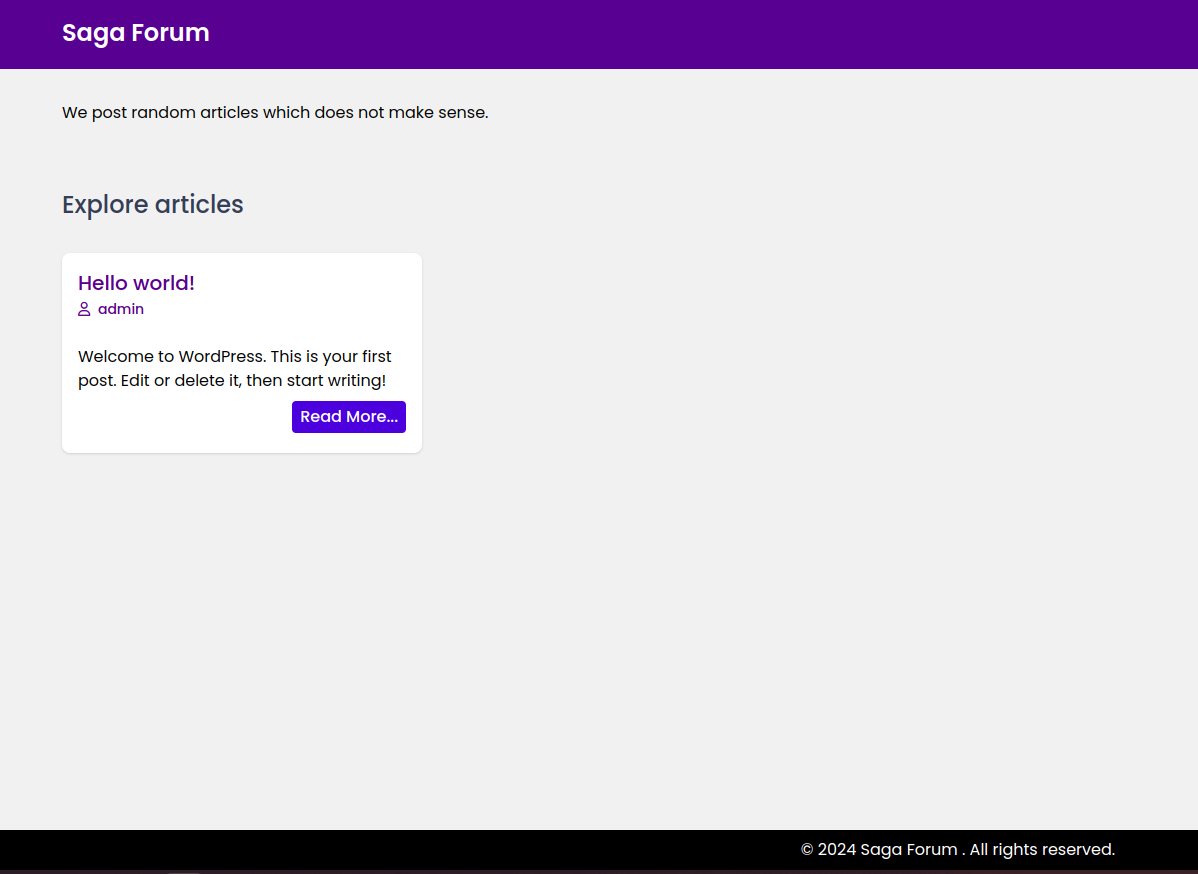 Saga Forum
We post random articles which does not make sense.
Explore articles
Hello world!
admin
Welcome to WordPress. This is your first
post. Edit or delete it, then start writing!
Read More...
© 2024 Saga Forum . All rights reserved.